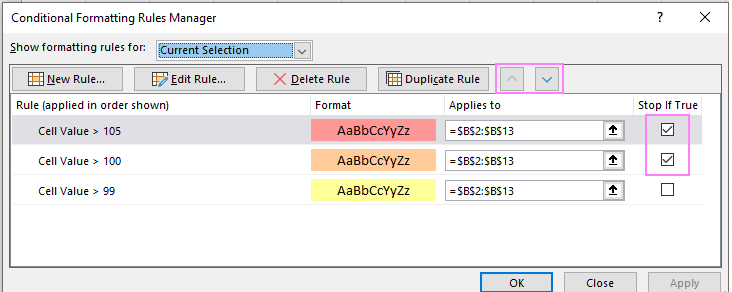 Conditional Formatting Rules Manager
? ×
Show formatting rules for: Current Selection
New Rule... Edit Rule... Delete Rule Duplicate Rule
Rule (applied in order shown) Format Applies to Stop If True
Cell Value > 105 AaBbCcYyZz =$B$2:$B$13
Cell Value > 100 AaBbCcYyZz =$B$2:$B$13
Cell Value > 99 AaBbCcYyZz =$B$2:$B$13
OK Close Apply